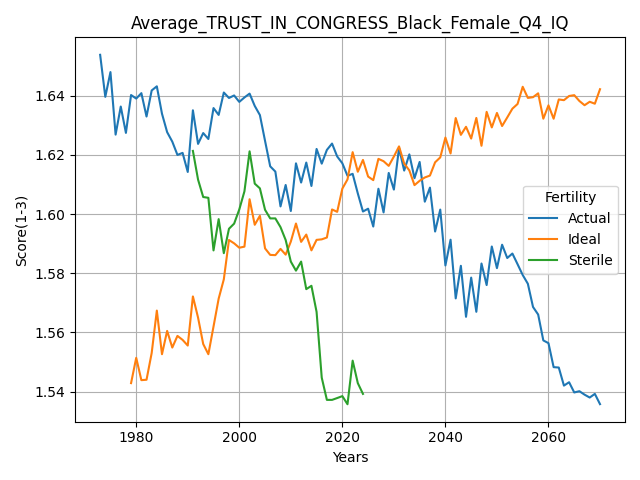 Average_TRUST_IN_CONGRESS_Black_Female_Q4_IQ
Score(1-3)
1.64
1.62
1.60
1.58
1.56
1.54
Fertility
Actual
Ideal
Sterile
1980 2000 2020 2040 2060
Years